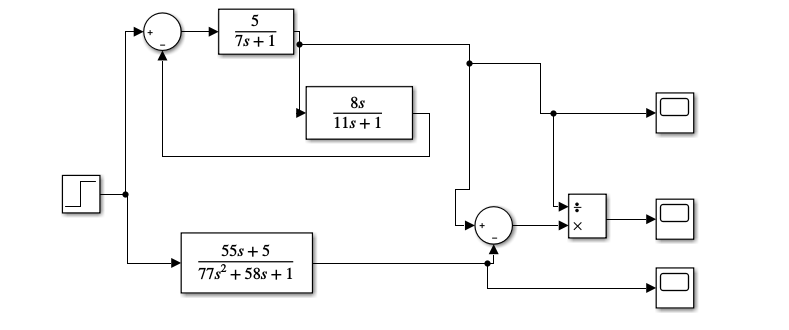 5
7s + 1
+
−
8s
11s + 1
+
−
÷
×
55s + 5
77s² + 58s + 1